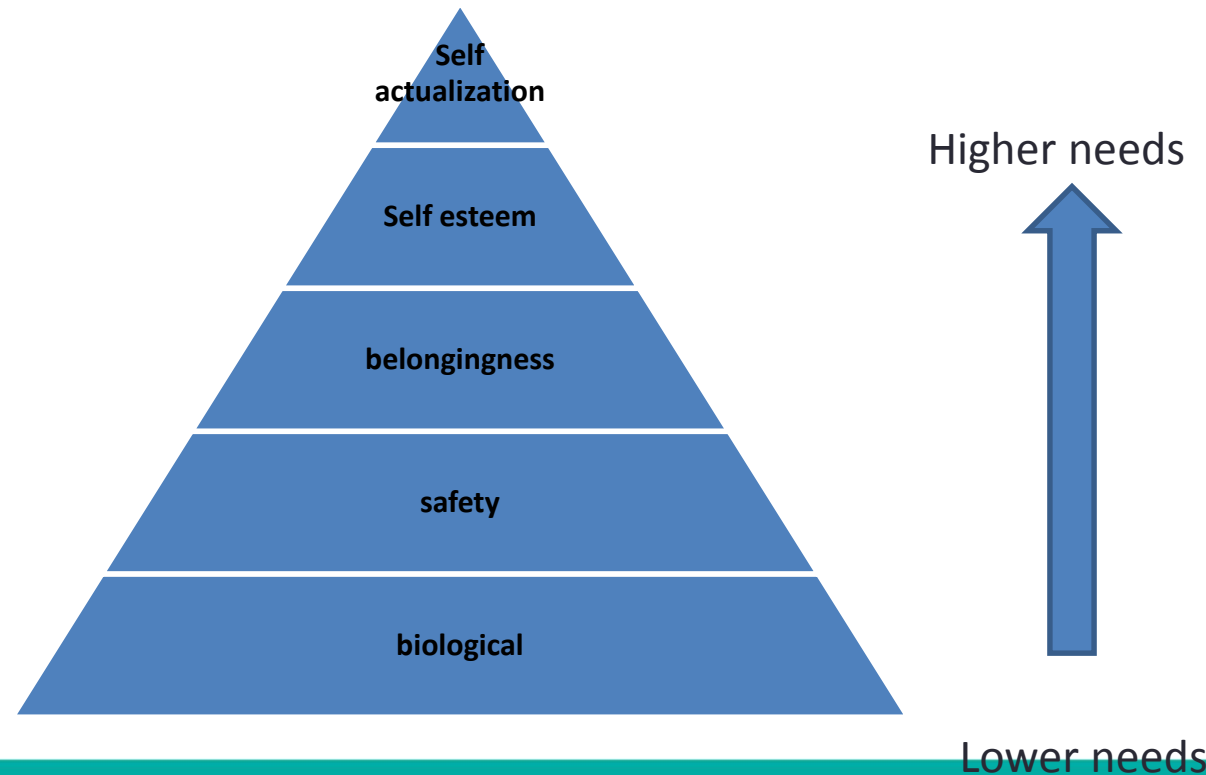 Self
actualization
Higher needs
Self esteem
belongingness
safety
biological
Lower needs